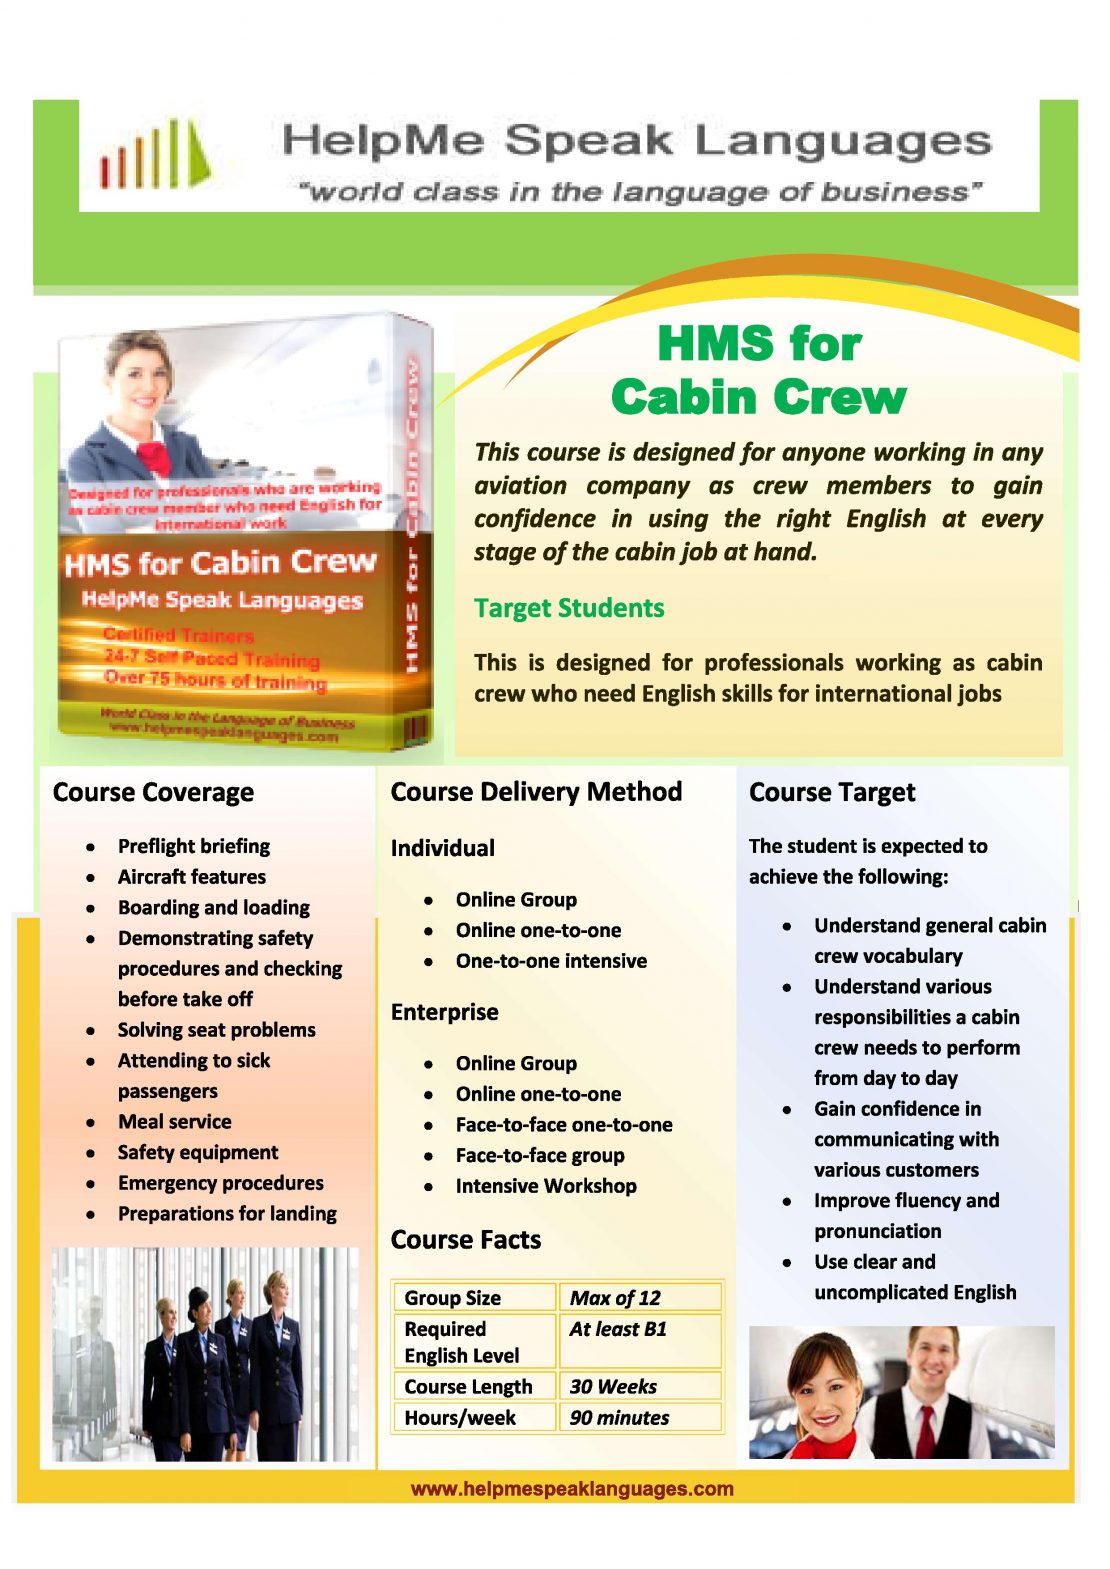 HelpMe Speak Languages
"world class in the language of business"
Designed for professionals who are working
as cabin crew member who need English for
international work
HMS for Cabin Crew
HelpMe Speak Languages
Certified Trainers
24-7 Self Paced Training
Over 75 hours of training
World Class in the Language of Business
www.helpmespeaklanguages.com
HMS for Cabin Crew
HMS for
Cabin Crew
This course is designed for anyone working in any
aviation company as crew members to gain
confidence in using the right English at every
stage of the cabin job at hand.
Target Students
This is designed for professionals working as cabin
crew who need English skills for international jobs
Course Coverage
• Preflight briefing
• Aircraft features
• Boarding and loading
• Demonstrating safety
procedures and checking
before take off
• Solving seat problems
• Attending to sick
passengers
• Meal service
• Safety equipment
• Emergency procedures
• Preparations for landing
Course Delivery Method
Individual
• Online Group
• Online one-to-one
• One-to-one intensive
Enterprise
• Online Group
• Online one-to-one
• Face-to-face one-to-one
• Face-to-face group
• Intensive Workshop
Course Facts
Group Size Max of 12
Required At least B1
English Level
Course Length 30 Weeks
Hours/week 90 minutes
Course Target
The student is expected to
achieve the following:
• Understand general cabin
crew vocabulary
• Understand various
responsibilities a cabin
crew needs to perform
from day to day
• Gain confidence in
communicating with
various customers
• Improve fluency and
pronunciation
• Use clear and
uncomplicated English
www.helpmespeaklanguages.com